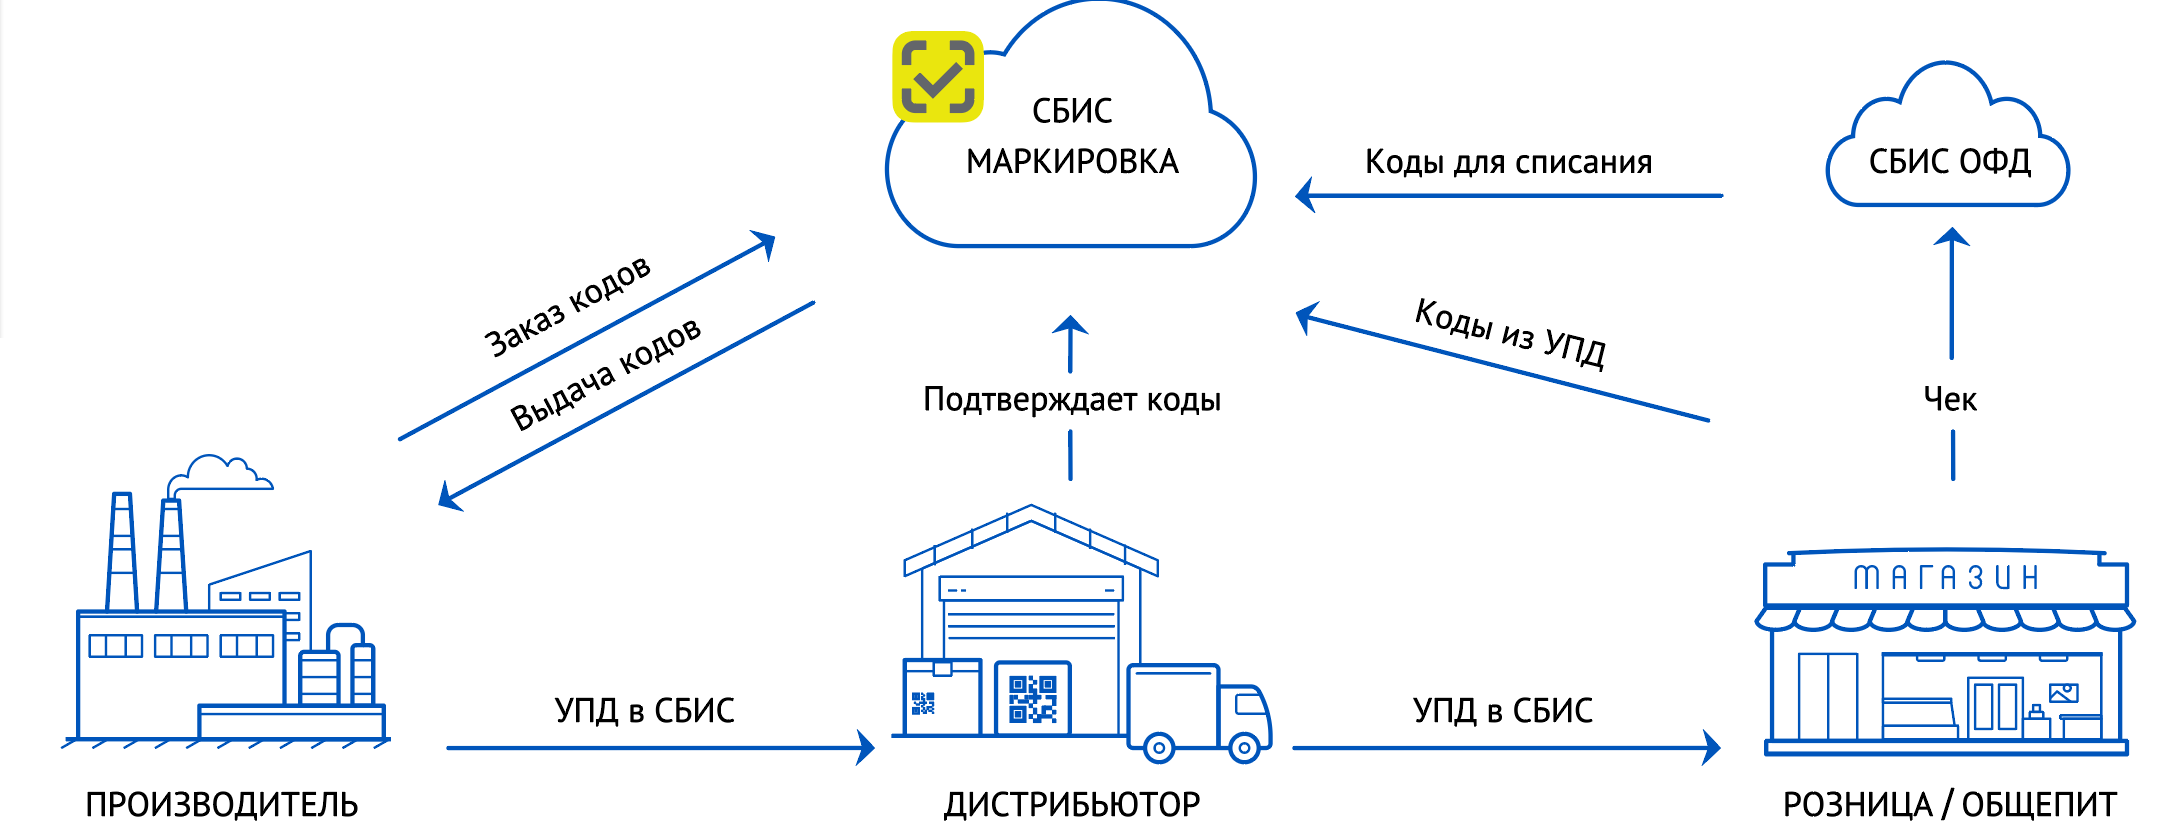 СБИС
МАРКИРОВКА
Коды для списания
СБИС ОФД
Заказ кодов
Выдача кодов
Коды из УПД
Подтверждает коды
Чек
МАГАЗИН
УПД в СБИС
УПД в СБИС
ПРОИЗВОДИТЕЛЬ
ДИСТРИБЬЮТОР
РОЗНИЦА / ОБЩЕПИТ